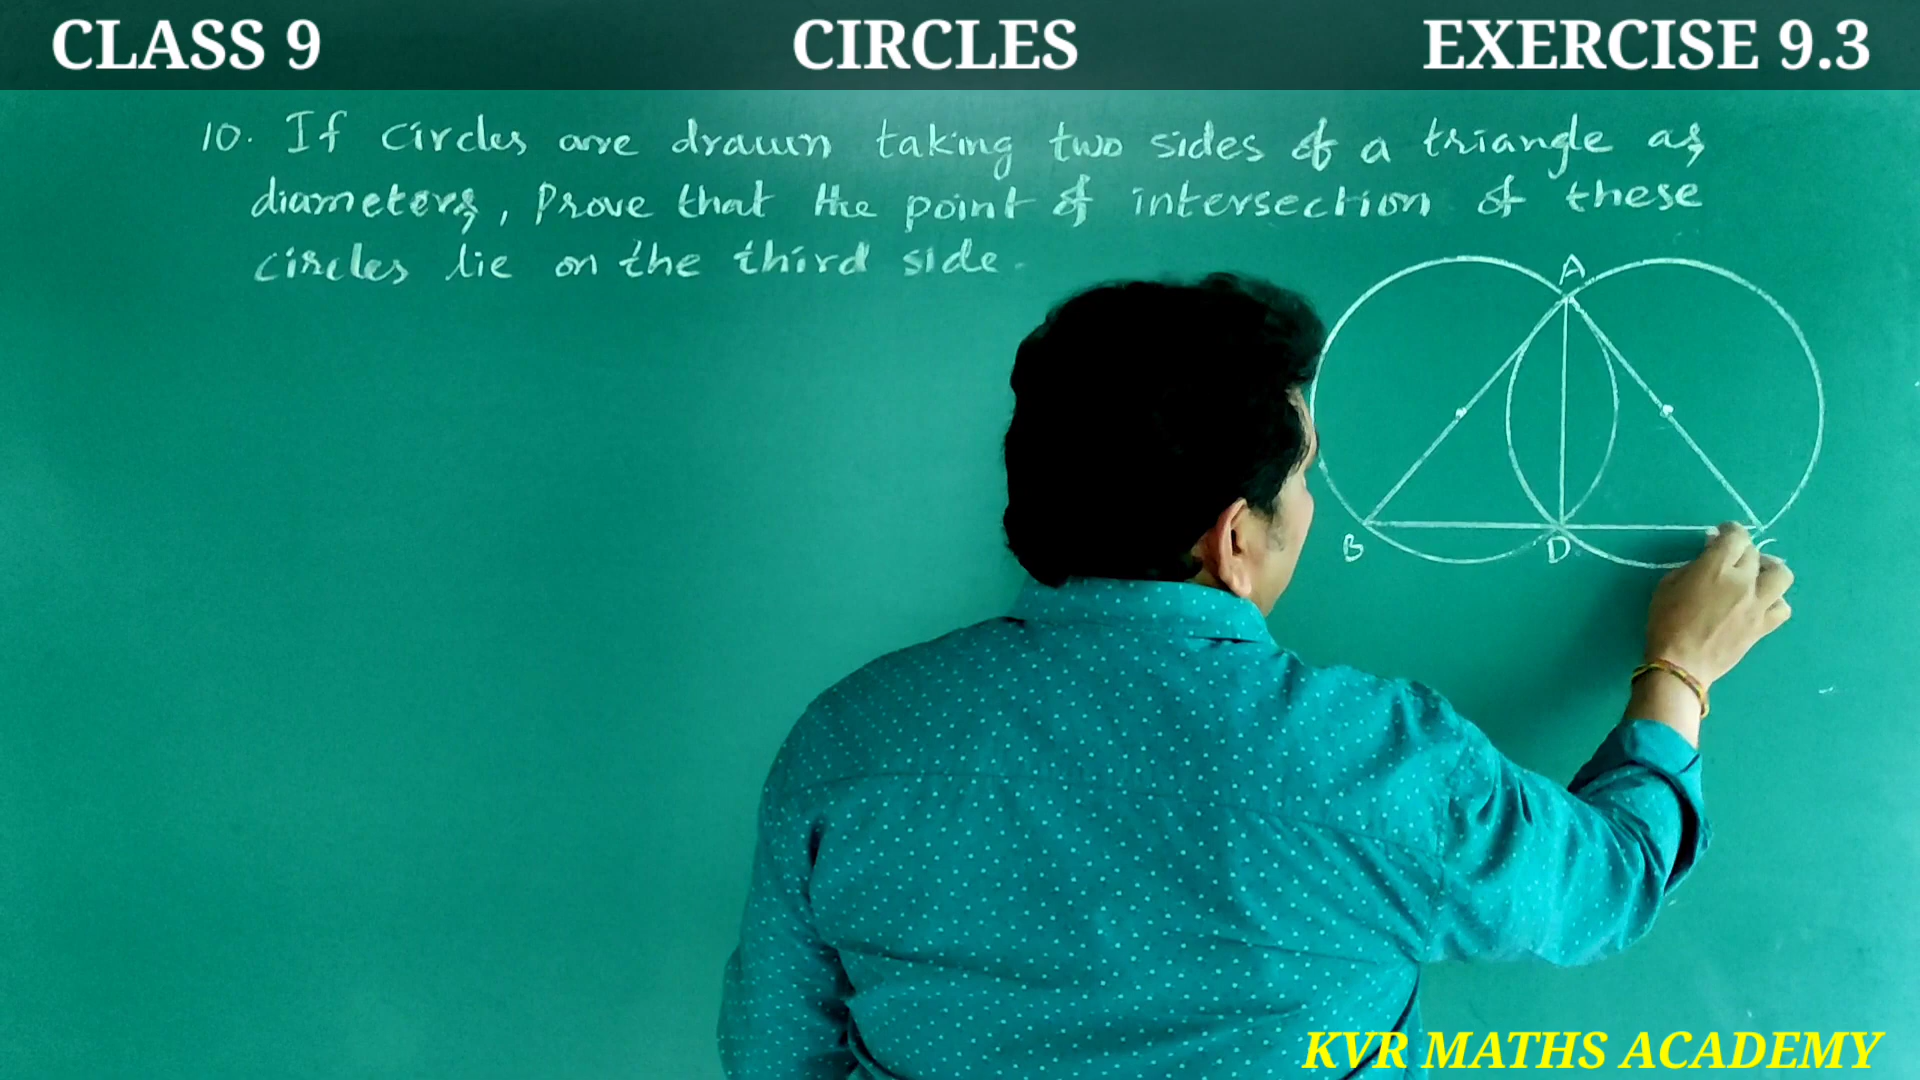 CLASS 9 CIRCLES EXERCISE 9.3
10. If circles are drawn taking two sides of a triangle as
diameters, Prove that the point of intersection of these
circles lie on the third side.
A
B D C
KVR MATHS ACADEMY